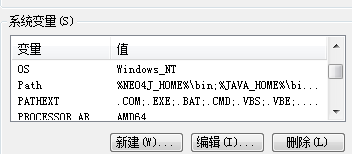 系统变量(S)
变量 值
OS Windows_NT
Path %NEO4J_HOME%\bin;%JAVA_HOME%\bi...
PATHEXT .COM;.EXE;.BAT;.CMD;.VBS;.VBE;....
PROCESSOR_AR AMD64
新建(W)... 编辑(I)... 删除(L)